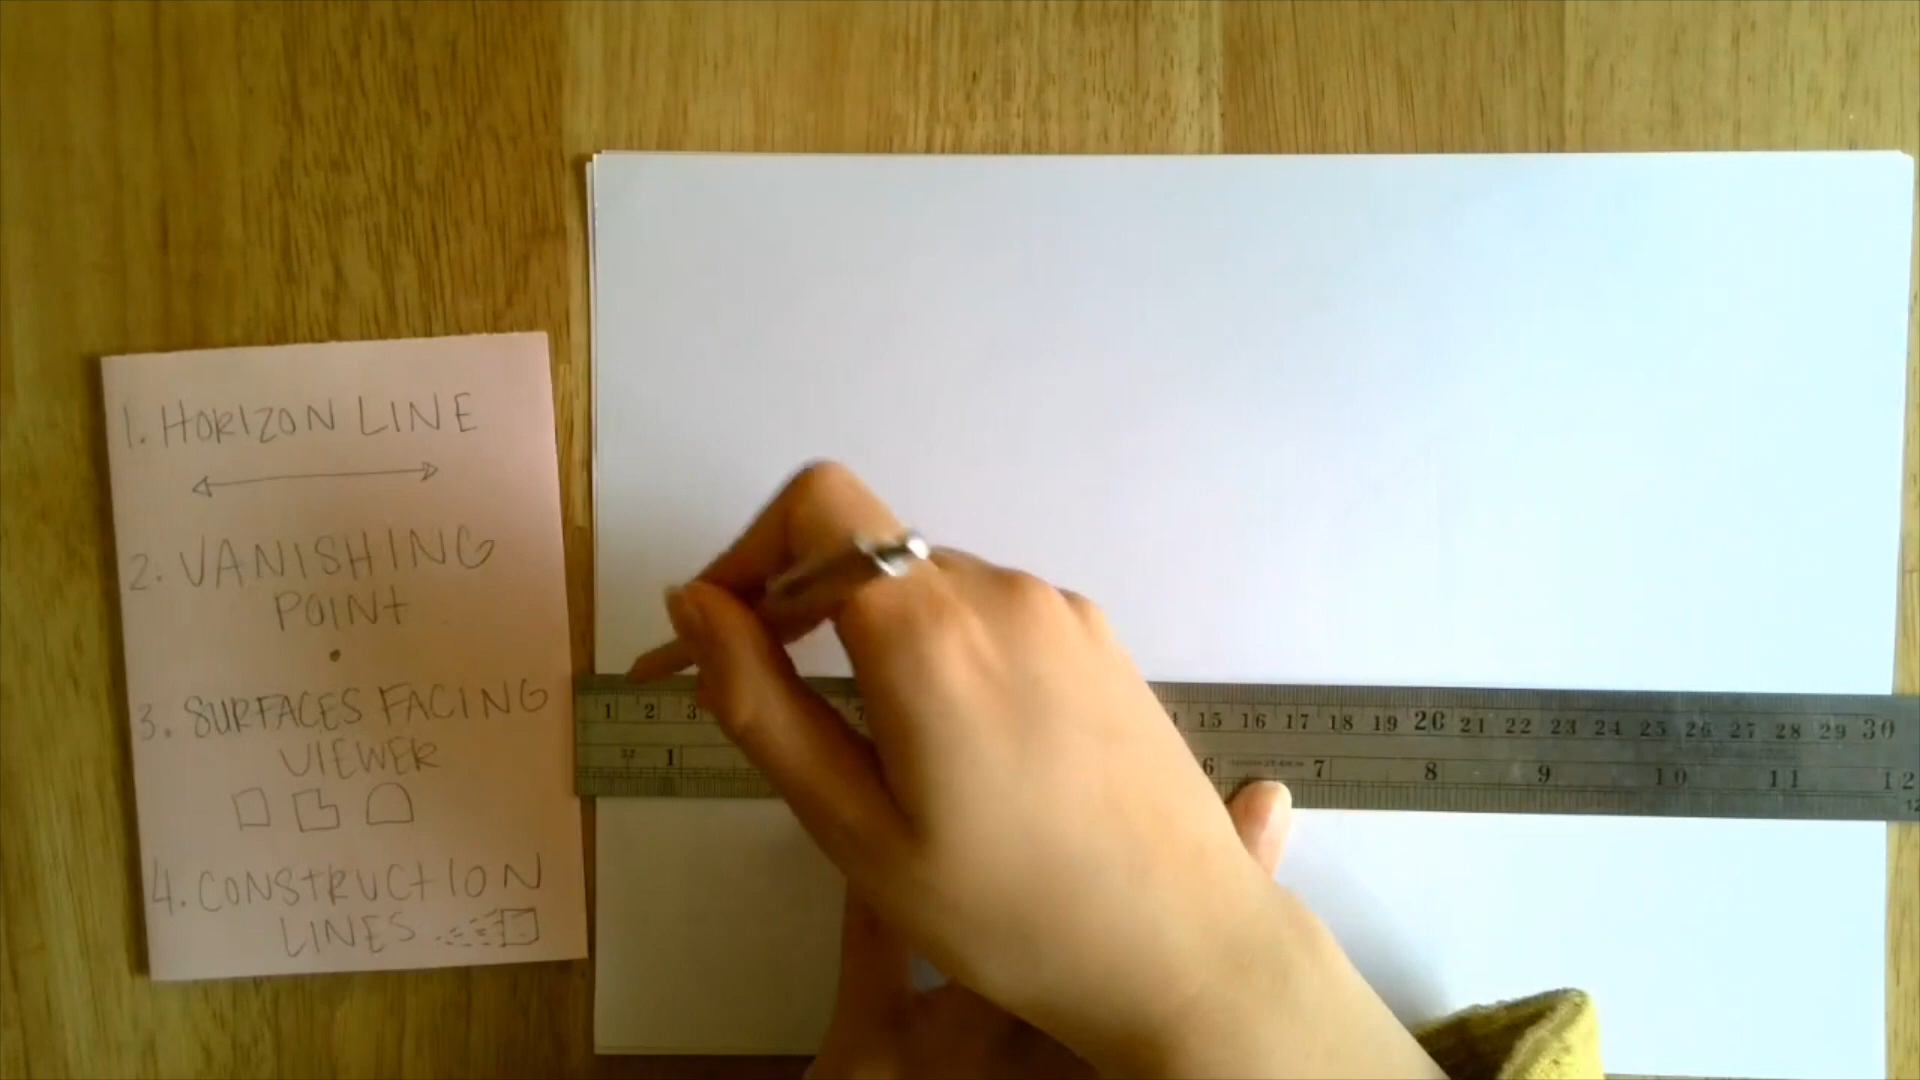 1. HORIZON LINE
2. VANISHING
POINT
3. SURFACES FACING
VIEWER
4. CONSTRUCTION
LINES
1 2 3 7 15 16 17 18 19 20 21 22 23 24 25 26 27 28 29 30
32 1 6 7 8 9 10 11 12